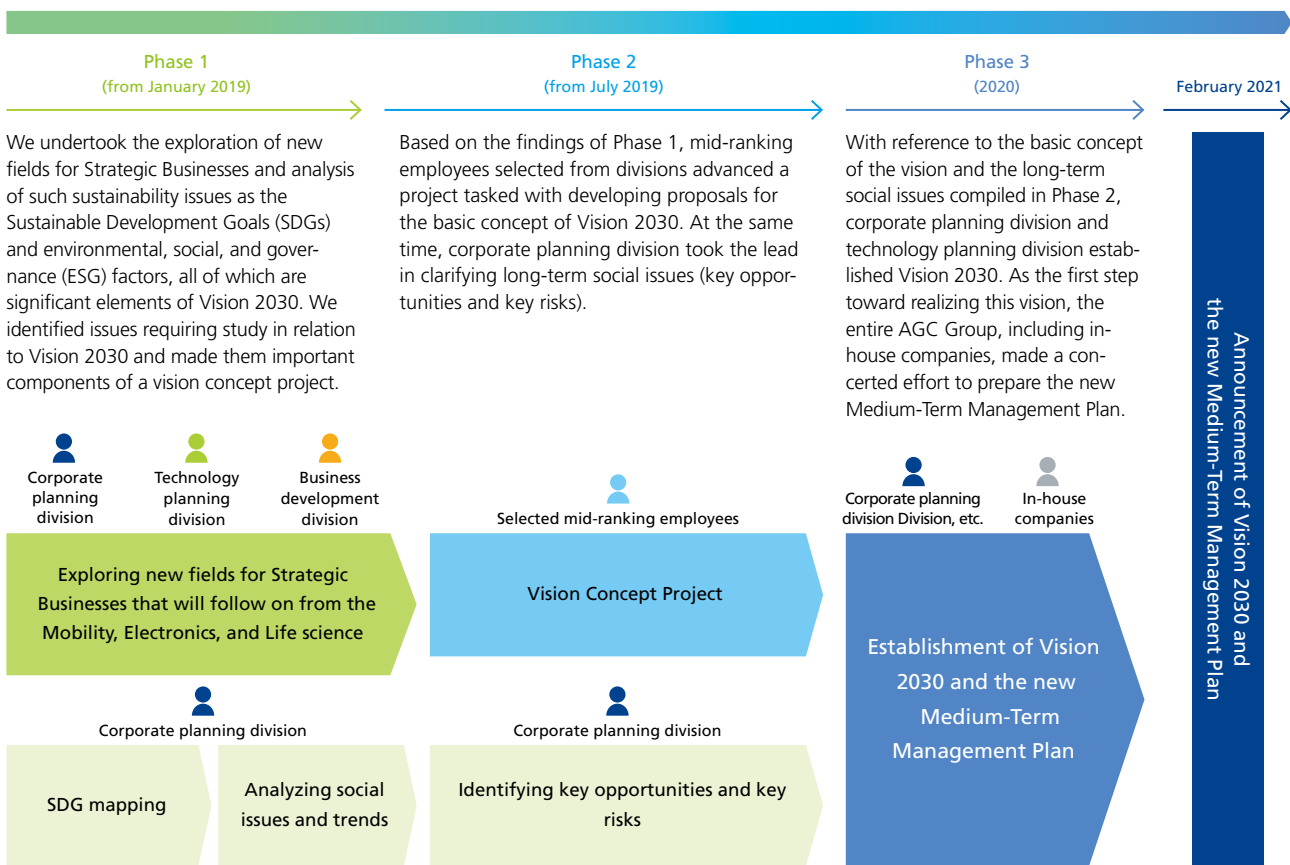 Phase 1
(from January 2019)
We undertook the exploration of new
fields for Strategic Businesses and analysis
of such sustainability issues as the
Sustainable Development Goals (SDGs)
and environmental, social, and gover-
nance (ESG) factors, all of which are
significant elements of Vision 2030. We
identified issues requiring study in relation
to Vision 2030 and made them important
components of a vision concept project.
Phase 2
(from July 2019)
Based on the findings of Phase 1, mid-ranking
employees selected from divisions advanced a
project tasked with developing proposals for
the basic concept of Vision 2030. At the same
time, corporate planning division took the lead
in clarifying long-term social issues (key oppor-
tunities and key risks).
Phase 3
(2020)
With reference to the basic concept
of the vision and the long-term
social issues compiled in Phase 2,
corporate planning division and
technology planning division estab-
lished Vision 2030. As the first step
toward realizing this vision, the
entire AGC Group, including in-
house companies, made a con-
certed effort to prepare the new
Medium-Term Management Plan.
February 2021
Announcement of Vision 2030 and
the new Medium-Term Management Plan
Corporate
planning
division
Technology
planning
division
Business
development
division
Exploring new fields for Strategic
Businesses that will follow on from the
Mobility, Electronics, and Life science
Selected mid-ranking employees
Vision Concept Project
Corporate planning
division Division, etc.
In-house
companies
Establishment of Vision
2030 and the new
Medium-Term
Management Plan
Corporate planning division
SDG mapping
Analyzing social
issues and trends
Corporate planning division
Identifying key opportunities and key
risks